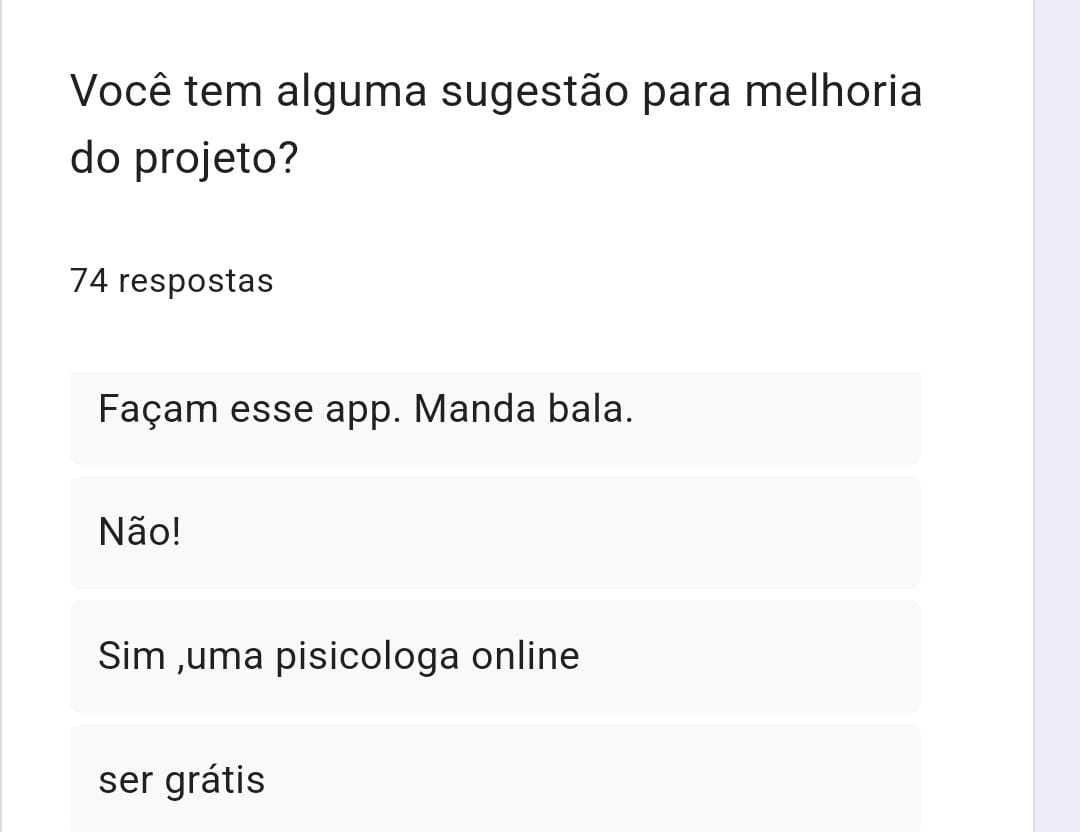 Você tem alguma sugestão para melhoria
do projeto?
74 respostas
Façam esse app. Manda bala.
Não!
Sim ,uma pisicologa online
ser grátis